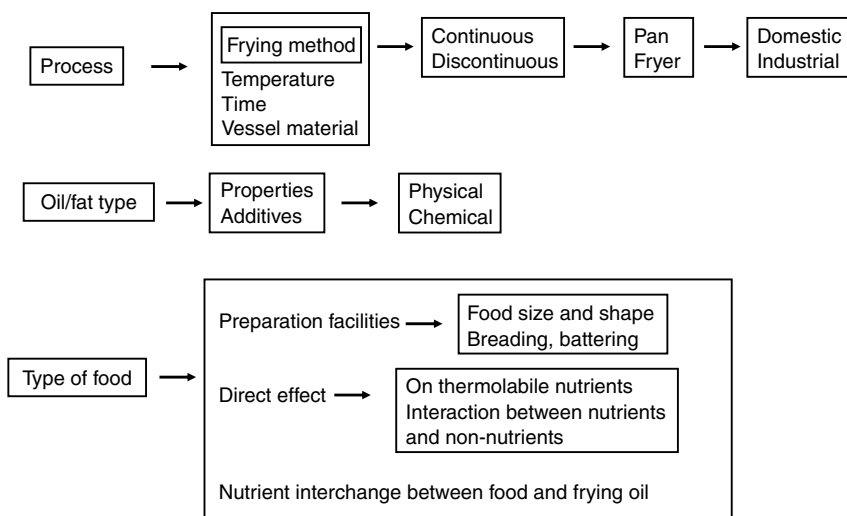 Process
Frying method
Temperature
Time
Vessel material
Continuous
Discontinuous
Pan
Fryer
Domestic
Industrial
Oil/fat type
Properties
Additives
Physical
Chemical
Type of food
Preparation facilities
Food size and shape
Breading, battering
Direct effect
On thermolabile nutrients
Interaction between nutrients
and non-nutrients
Nutrient interchange between food and frying oil